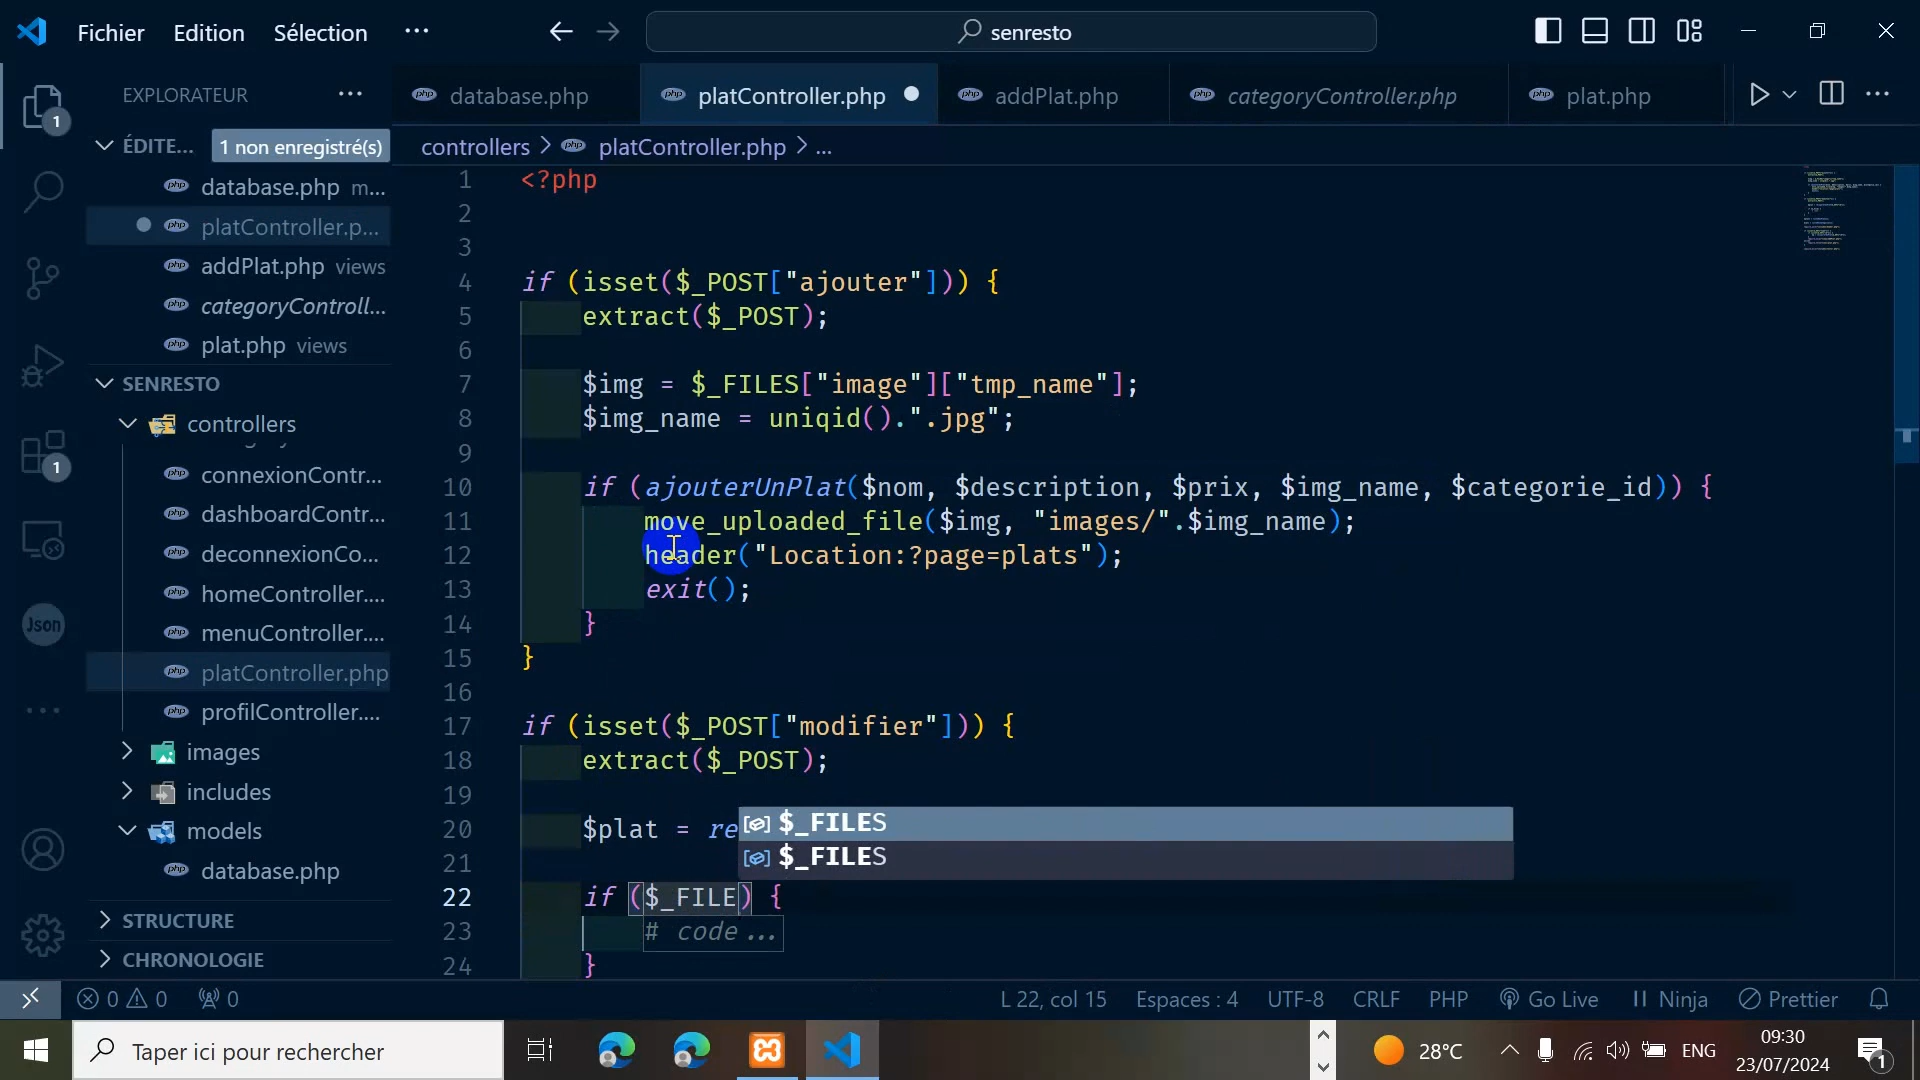 Fichier Edition Sélection ··· senresto
EXPLORATEUR ···
database.php platController.php addPlat.php categoryController.php plat.php
ÉDITE... 1 non enregistré(s)
controllers > platController.php > ...
database.php m...
platController.p...
addPlat.php views
categoryControll...
plat.php views
SENRESTO
controllers
connexionContr...
dashboardContr...
deconnexionCo...
homeController....
menuController....
platController.php
profilController....
images
includes
models
database.php
STRUCTURE
CHRONOLOGIE
1
1
Json
1 <?php
2
3
4 if (isset($_POST["ajouter"])) {
5 extract($_POST);
6
7 $img = $_FILES["image"]["tmp_name"];
8 $img_name = uniqid().".jpg";
9
10 if (ajouterUnPlat($nom, $description, $prix, $img_name, $categorie_id)) {
11 move_uploaded_file($img, "images/".$img_name);
12 header("Location:?page=plats");
13 exit();
14 }
15 }
16
17 if (isset($_POST["modifier"])) {
18 extract($_POST);
19
20 $plat = re
$_FILES
$_FILES
21
22 if ($_FILE) {
23 # code...
24 }
0 0 0 L 22, col 15 Espaces : 4 UTF-8 CRLF PHP Go Live Ninja Prettier
Taper ici pour rechercher
28°C ENG 09:30
23/07/2024
1